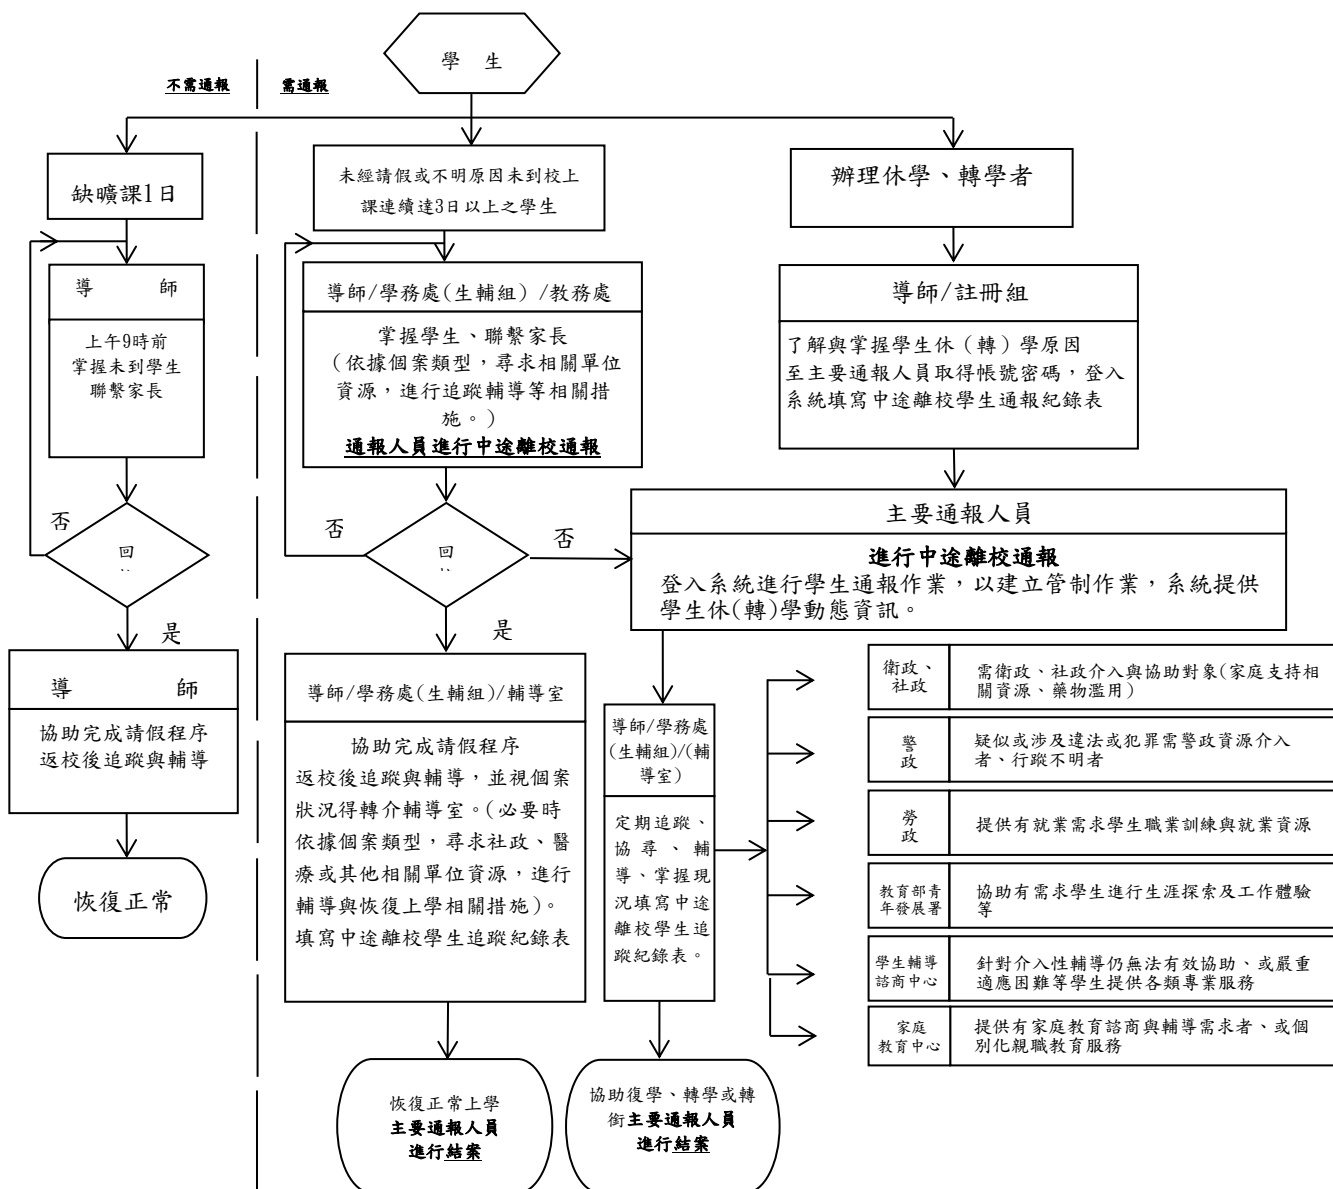 學 生
不需通報
需通報
缺曠課1日
未經請假或不明原因未到校上
課連續達3日以上之學生
辦理休學、轉學者
導 師
上午9時前
掌握未到學生
聯繫家長
導師/學務處(生輔組) /教務處
掌握學生、聯繫家長
(依據個案類型，尋求相關單位
資源，進行追蹤輔導等相關措
施。)
通報人員進行中途離校通報
導師/註冊組
了解與掌握學生休（轉）學原因
至主要通報人員取得帳號密碼，登入
系統填寫中途離校學生通報紀錄表
否
回
是
否
回
否
是
主要通報人員
進行中途離校通報
登入系統進行學生通報作業，以建立管制作業，系統提供
學生休(轉)學動態資訊。
導 師
協助完成請假程序
返校後追蹤與輔導
恢復正常
導師/學務處(生輔組)/輔導室
協助完成請假程序
返校後追蹤與輔導，並視個案
狀況得轉介輔導室。(必要時
依據個案類型，尋求社政、醫
療或其他相關單位資源，進行
輔導與恢復上學相關措施)。
填寫中途離校學生追蹤紀錄表
恢復正常上學
主要通報人員
進行結案
導師/學務處
(生輔組)/(輔
導室)
定期追蹤、
協尋、輔
導、掌握現
況填寫中途
離校學生追
蹤紀錄表。
協助復學、轉學或轉
銜主要通報人員
進行結案
衛政、
社政
需衛政、社政介入與協助對象(家庭支持相
關資源、藥物濫用)
警
政
疑似或涉及違法或犯罪需警政資源介入
者、行蹤不明者
勞
政
提供有就業需求學生職業訓練與就業資源
教育部青
年發展署
協助有需求學生進行生涯探索及工作體驗
等
學生輔導
諮商中心
針對介入性輔導仍無法有效協助、或嚴重
適應困難等學生提供各類專業服務
家庭
教育中心
提供有家庭教育諮商與輔導需求者、或個
別化親職教育服務